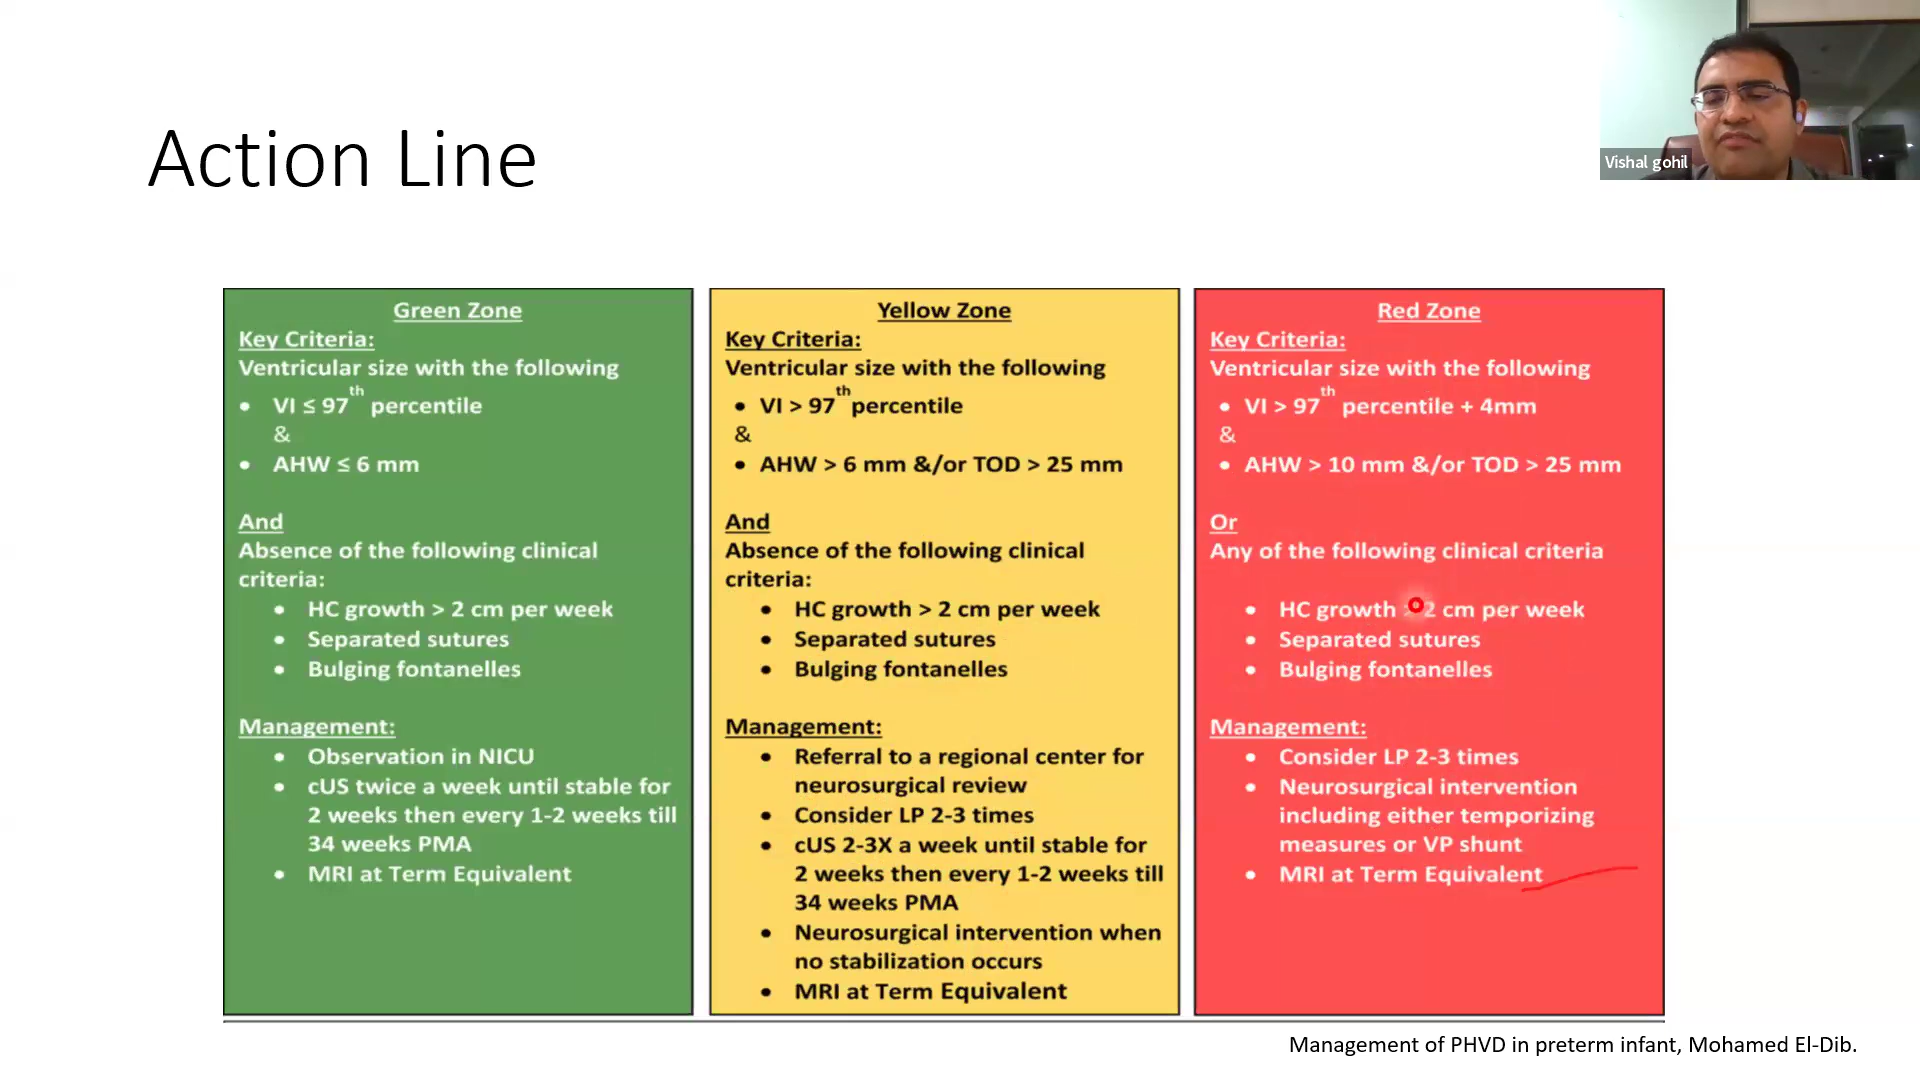 Action Line
Vishal gohil
Green Zone
Key Criteria:
Ventricular size with the following
• VI ≤ 97th percentile
&
• AHW ≤ 6 mm
And
Absence of the following clinical
criteria:
• HC growth > 2 cm per week
• Separated sutures
• Bulging fontanelles
Management:
• Observation in NICU
• cUS twice a week until stable for
2 weeks then every 1-2 weeks till
34 weeks PMA
• MRI at Term Equivalent
Yellow Zone
Key Criteria:
Ventricular size with the following
• VI > 97th percentile
&
• AHW > 6 mm &/or TOD > 25 mm
And
Absence of the following clinical
criteria:
• HC growth > 2 cm per week
• Separated sutures
• Bulging fontanelles
Management:
• Referral to a regional center for
neurosurgical review
• Consider LP 2-3 times
• cUS 2-3X a week until stable for
2 weeks then every 1-2 weeks till
34 weeks PMA
• Neurosurgical intervention when
no stabilization occurs
• MRI at Term Equivalent
Red Zone
Key Criteria:
Ventricular size with the following
• VI > 97th percentile + 4mm
&
• AHW > 10 mm &/or TOD > 25 mm
Or
Any of the following clinical criteria
• HC growth > 2 cm per week
• Separated sutures
• Bulging fontanelles
Management:
• Consider LP 2-3 times
• Neurosurgical intervention
including either temporizing
measures or VP shunt
• MRI at Term Equivalent
Management of PHVD in preterm infant, Mohamed El-Dib.